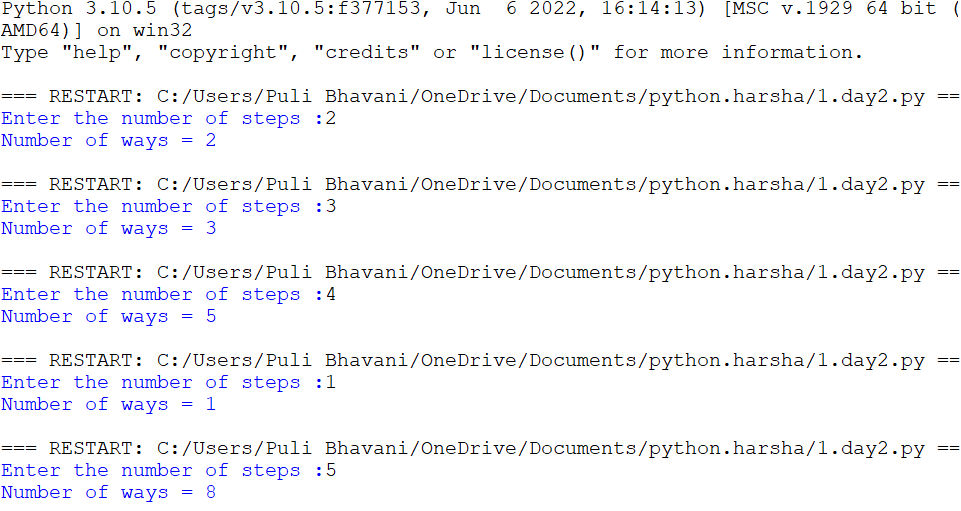 Python 3.10.5 (tags/v3.10.5:f377153, Jun  6 2022, 16:14:13) [MSC v.1929 64 bit (
AMD64)] on win32
Type "help", "copyright", "credits" or "license()" for more information.
=== RESTART: C:/Users/Puli Bhavani/OneDrive/Documents/python.harsha/1.day2.py ==
Enter the number of steps :2
Number of ways = 2
=== RESTART: C:/Users/Puli Bhavani/OneDrive/Documents/python.harsha/1.day2.py ==
Enter the number of steps :3
Number of ways = 3
=== RESTART: C:/Users/Puli Bhavani/OneDrive/Documents/python.harsha/1.day2.py ==
Enter the number of steps :4
Number of ways = 5
=== RESTART: C:/Users/Puli Bhavani/OneDrive/Documents/python.harsha/1.day2.py ==
Enter the number of steps :1
Number of ways = 1
=== RESTART: C:/Users/Puli Bhavani/OneDrive/Documents/python.harsha/1.day2.py ==
Enter the number of steps :5
Number of ways = 8